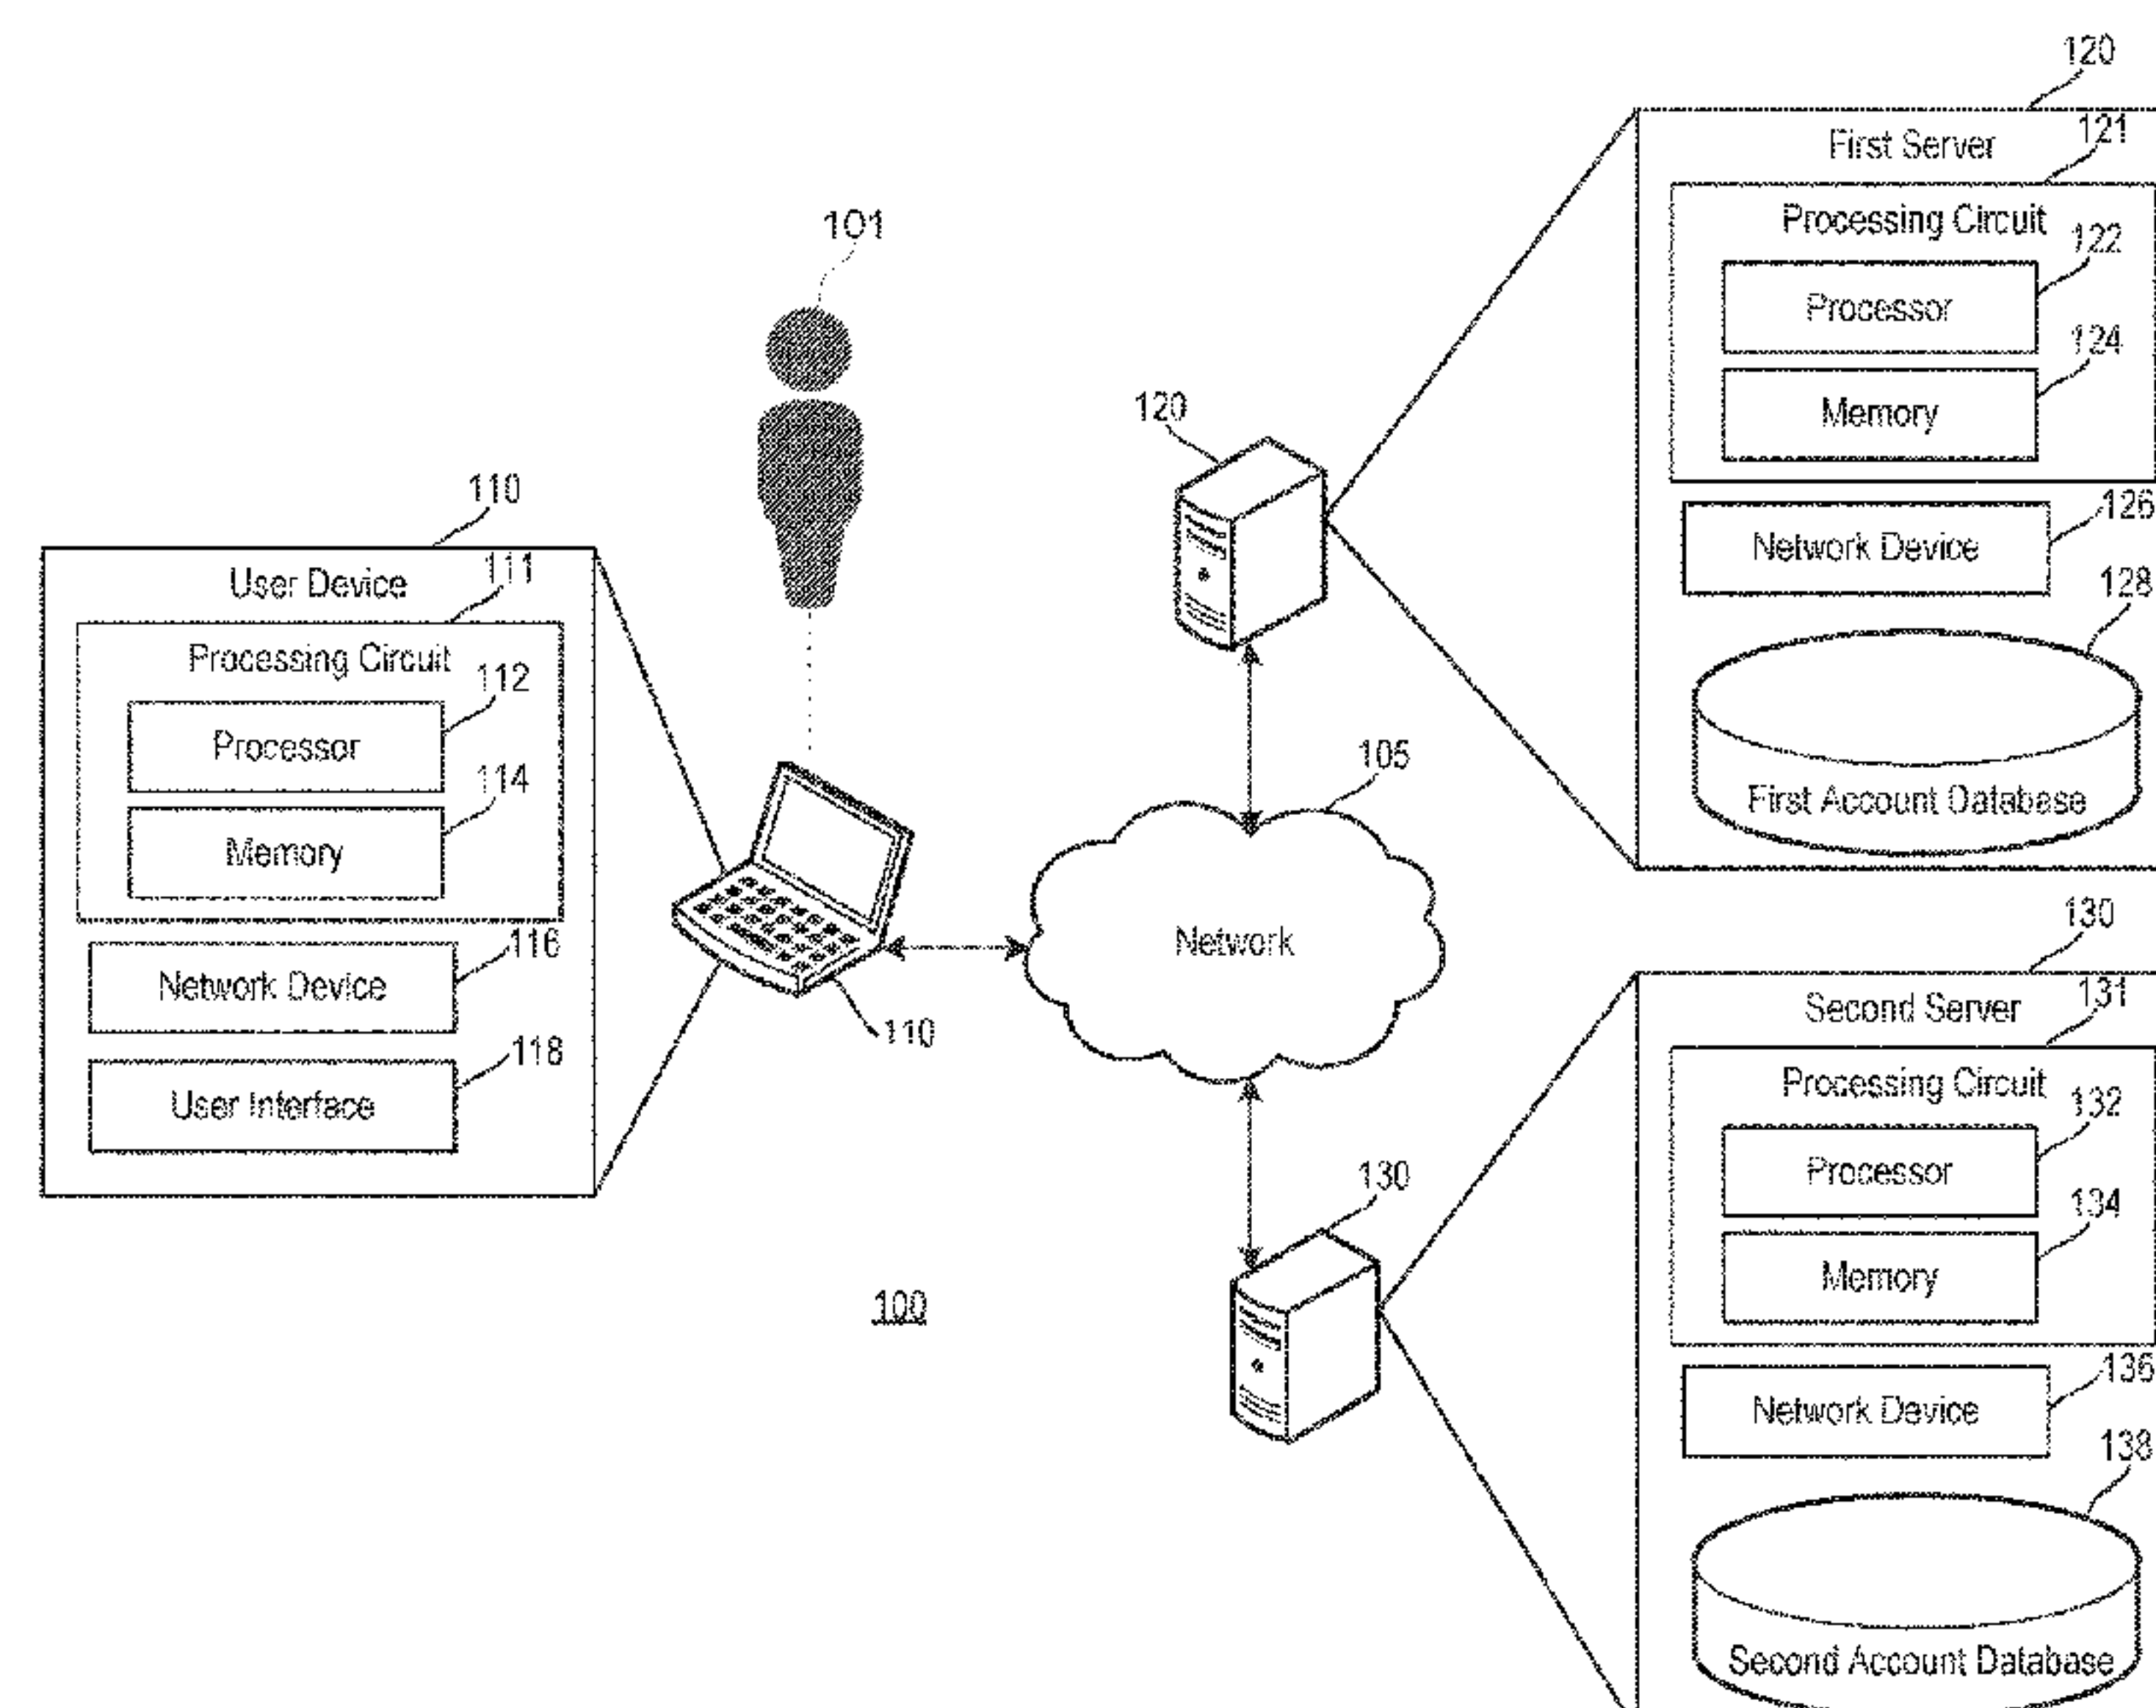 101
110
User Device
111
Processing Circuit
112
Processor
114
Memory
116
Network Device
118
User Interface
110
120
105
Network
130
100
120
First Server
121
Processing Circuit
122
Processor
124
Memory
126
Network Device
128
First Account Database
130
Second Server
131
Processing Circuit
132
Processor
134
Memory
136
Network Device
138
Second Account Database